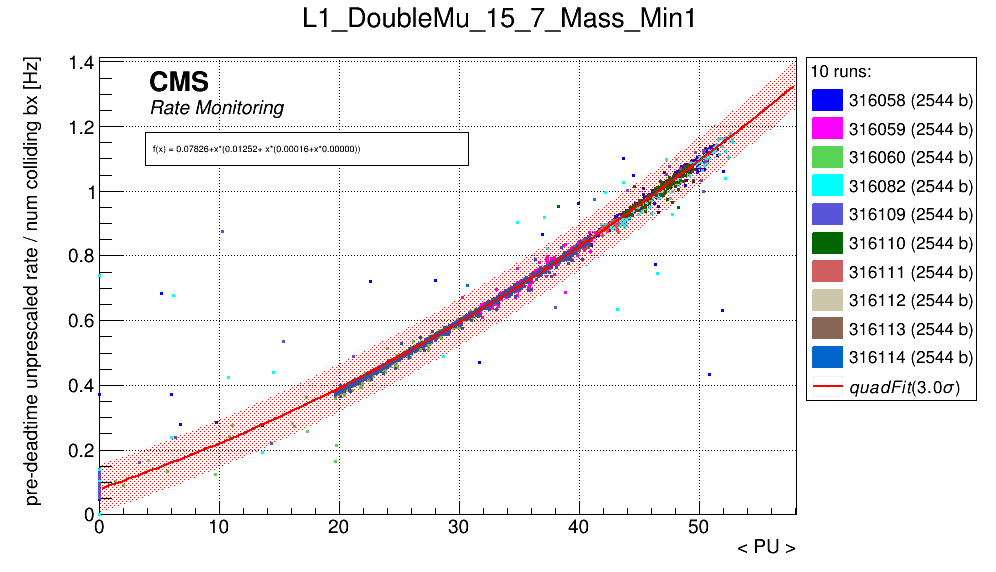 L1_DoubleMu_15_7_Mass_Min1
pre-deadtime unprescaled rate / num colliding bx [Hz]
1.4
1.2
1
0.8
0.6
0.4
0.2
0
CMS
Rate Monitoring
f(x) = 0.07826+x*(0.01252+ x*(0.00016+x*0.00000))
0
10
20
30
40
50
< PU >
10 runs:
316058 (2544 b)
316059 (2544 b)
316060 (2544 b)
316082 (2544 b)
316109 (2544 b)
316110 (2544 b)
316111 (2544 b)
316112 (2544 b)
316113 (2544 b)
316114 (2544 b)
quadFit(3.0σ)